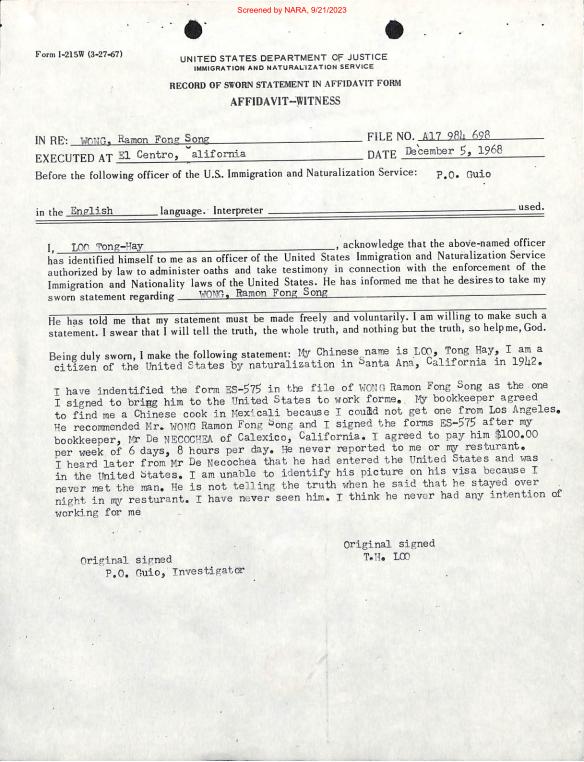 Screened by NARA, 9/21/2023
Form I-215W (3-27-67)
UNITED STATES DEPARTMENT OF JUSTICE
IMMIGRATION AND NATURALIZATION SERVICE
RECORD OF SWORN STATEMENT IN AFFIDAVIT FORM
AFFIDAVIT--WITNESS
IN RE: WONG, Ramon Fong Song FILE NO. A17 984 698
EXECUTED AT El Centro, California DATE December 5, 1968
Before the following officer of the U.S. Immigration and Naturalization Service: P.O. Guio
in the English language. Interpreter used.
I, LOO Tong-Hay, acknowledge that the above-named officer
has identified himself to me as an officer of the United States Immigration and Naturalization Service
authorized by law to administer oaths and take testimony in connection with the enforcement of the
Immigration and Nationality laws of the United States. He has informed me that he desires to take my
sworn statement regarding WONG, Ramon Fong Song
He has told me that my statement must be made freely and voluntarily. I am willing to make such a
statement. I swear that I will tell the truth, the whole truth, and nothing but the truth, so help me, God.
Being duly sworn, I make the following statement: My Chinese name is LOO, Tong Hay, I am a
citizen of the United States by naturalization in Santa Ana, California in 1942.
I have indentified the form ES-575 in the file of WONG Ramon Fong Song as the one
I signed to bring him to the United States to work forme. My bookeeper agreed
to find me a Chinese cook in Mexicali because I could not get one from Los Angeles.
He recommended Mr. WONG Ramon Fong Song and I signed the forms ES-575 after my
bookkeeper, Mr De NECOCHEA of Calexico, California. I agreed to pay him $100.00
per week of 6 days, 8 hours per day. He never reported to me or my resturant.
I heard later from Mr De Necochea that he had entered the United States and was
in the United States. I am unable to identify his picture on his visa because I
never met the man. He is not telling the truth when he said that he stayed over
night in my resturant. I have never seen him. I think he never had any intention of
working for me
Original signed
T.H. LOO
Original signed
P.O. Guio, Investigator